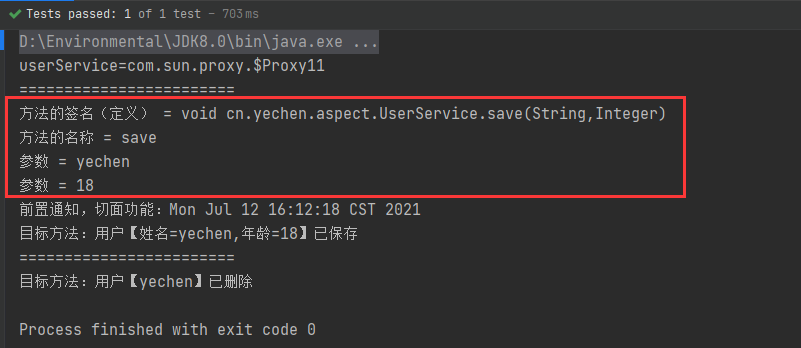 Tests passed: 1 of 1 test – 703 ms
D:\Environmental\JDK8.0\bin\java.exe ...
userService=com.sun.proxy.$Proxy11
========================
方法的签名（定义） = void cn.yechen.aspect.UserService.save(String,Integer)
方法的名称 = save
参数 = yechen
参数 = 18
前置通知，切面功能：Mon Jul 12 16:12:18 CST 2021
目标方法：用户【姓名=yechen,年龄=18】已保存
========================
目标方法：用户【yechen】已删除
Process finished with exit code 0